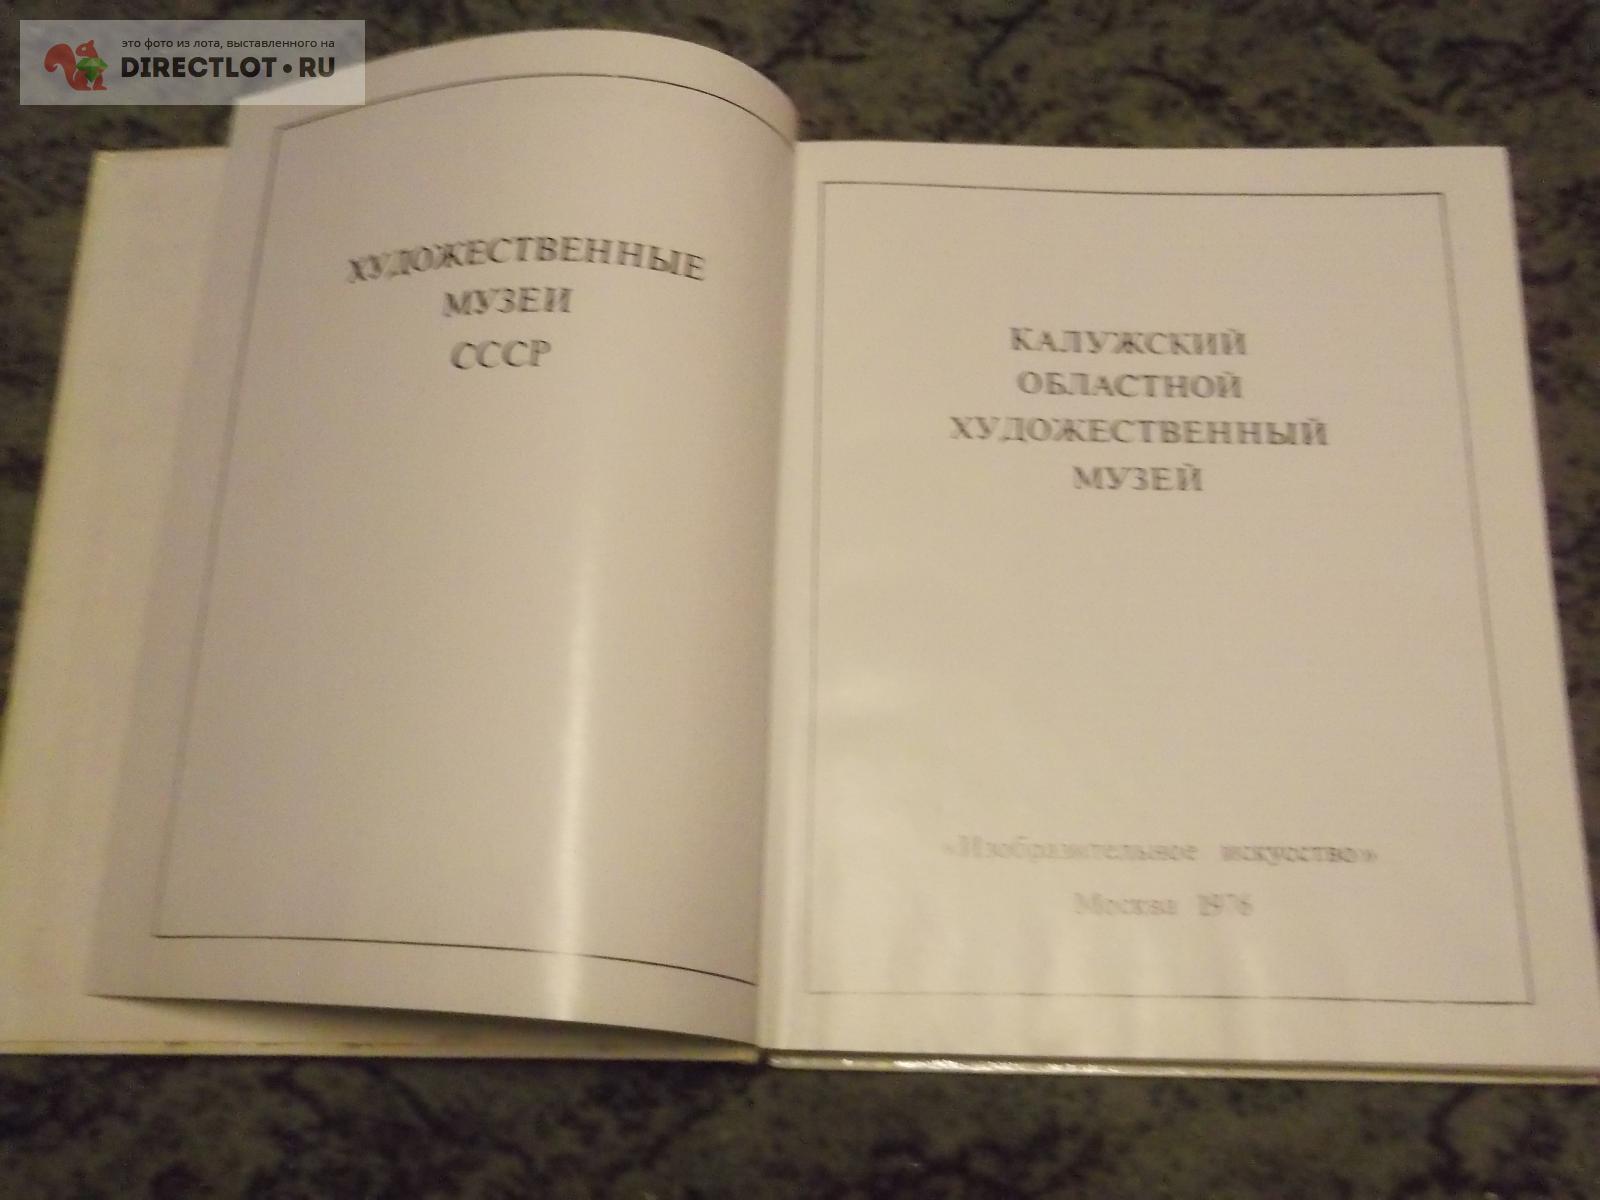 это фото из лота, выставленного на
DIRECTLOT•RU
ХУДОЖЕСТВЕННЫЕ
МУЗЕИ
СССР
КАЛУЖСКИЙ
ОБЛАСТНОЙ
ХУДОЖЕСТВЕННЫЙ
МУЗЕЙ
«Изобразительное искусство»
Москва 1976